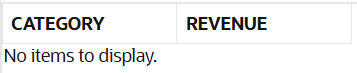 CATEGORY REVENUE
No items to display.